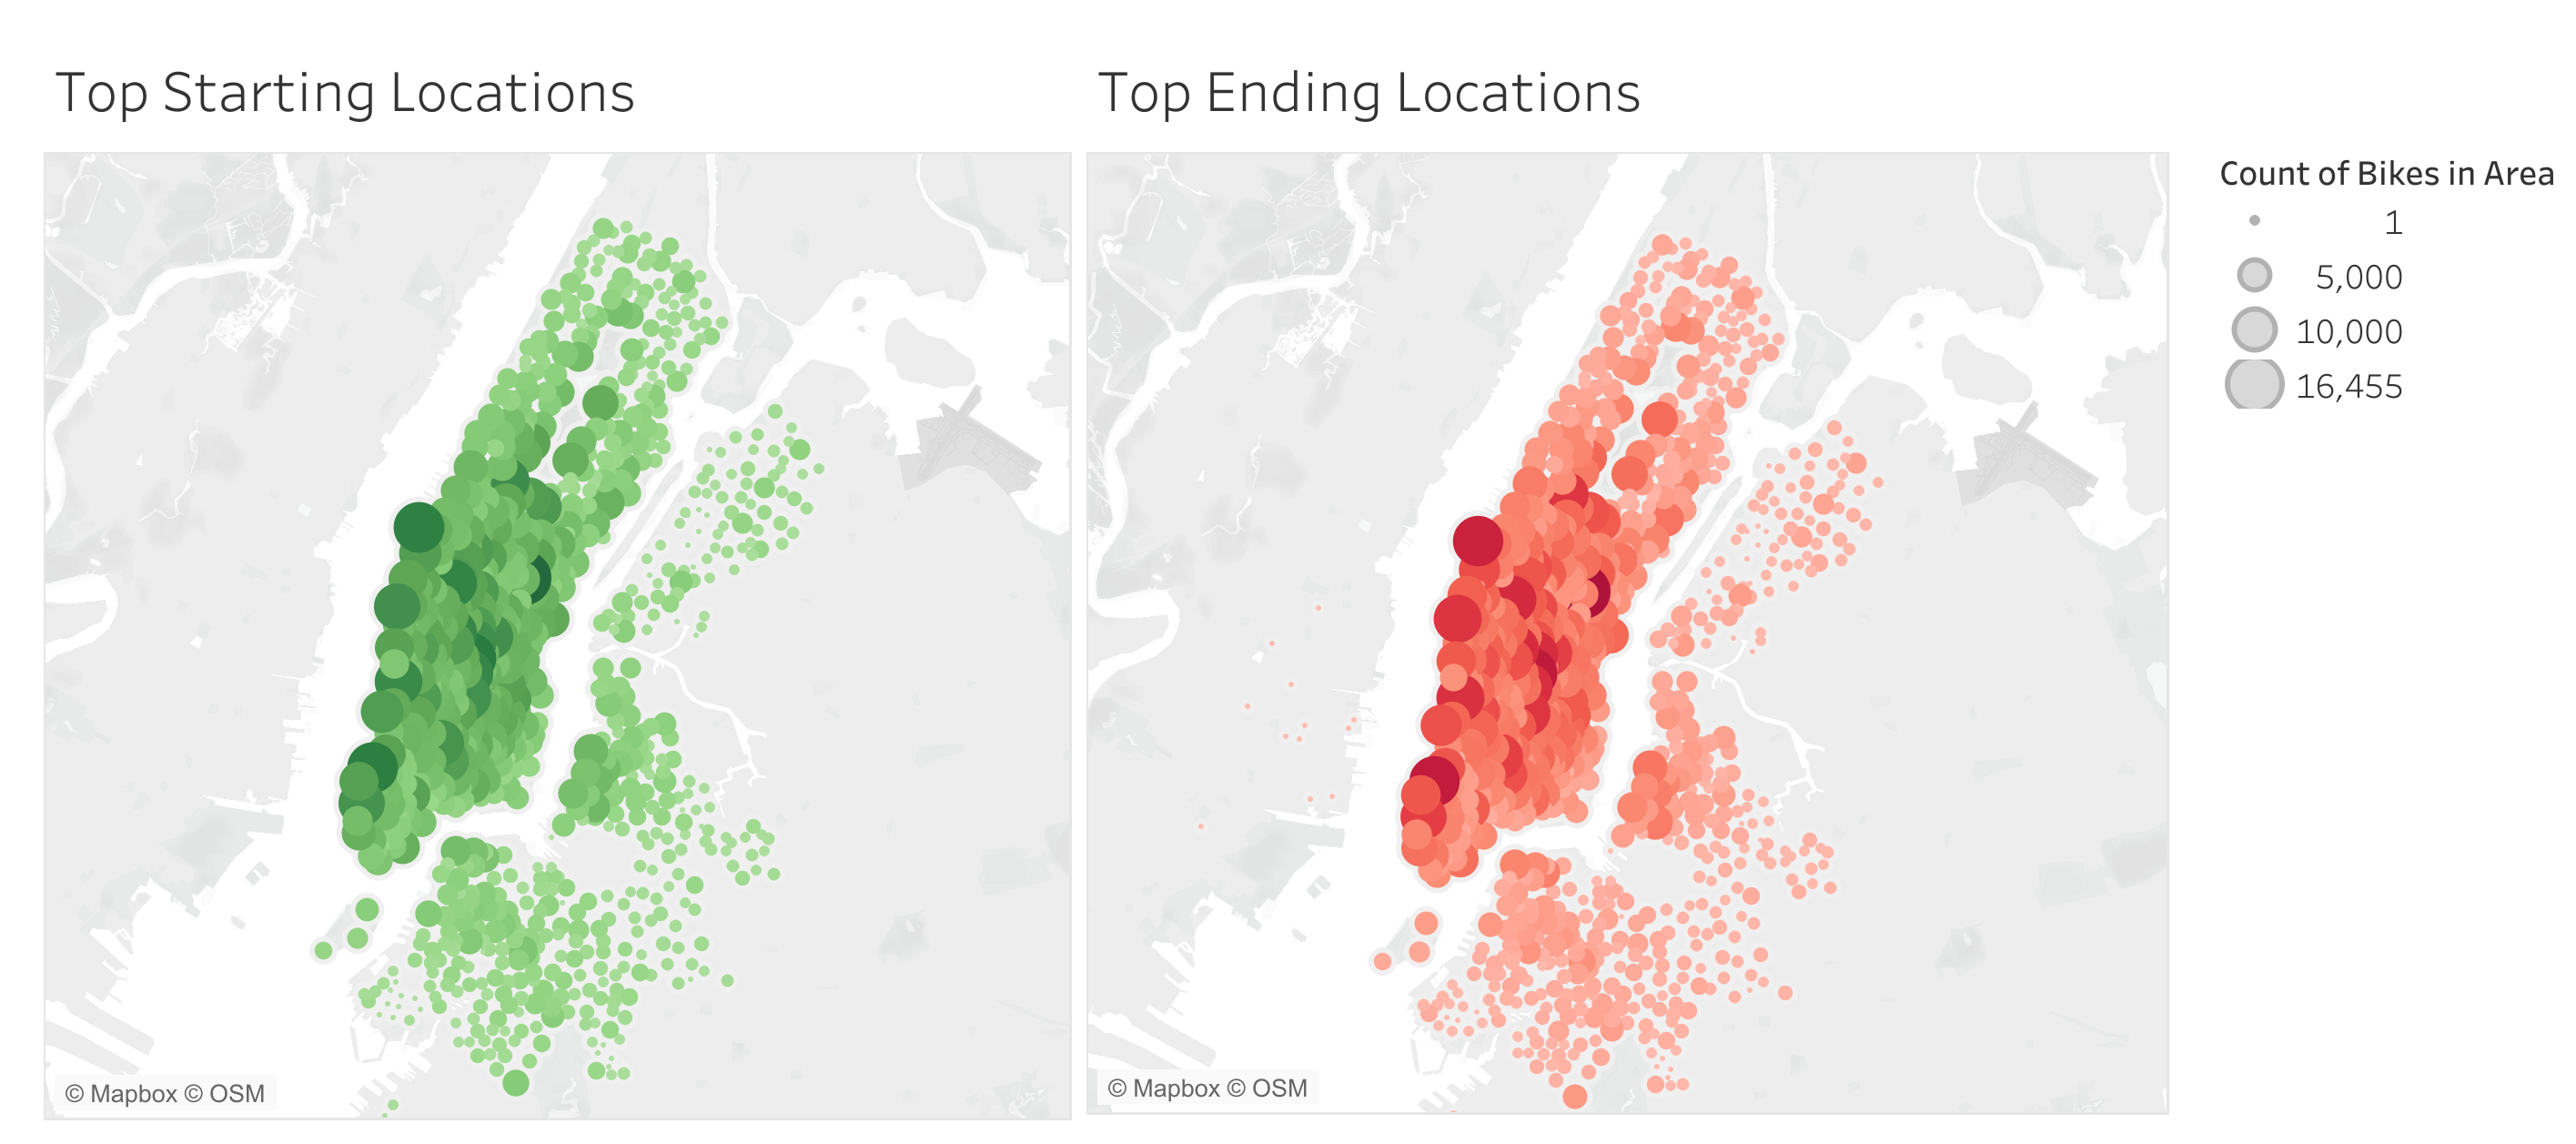 Top Starting Locations
Top Ending Locations
Count of Bikes in Area
1
5,000
10,000
16,455
© Mapbox © OSM
© Mapbox © OSM